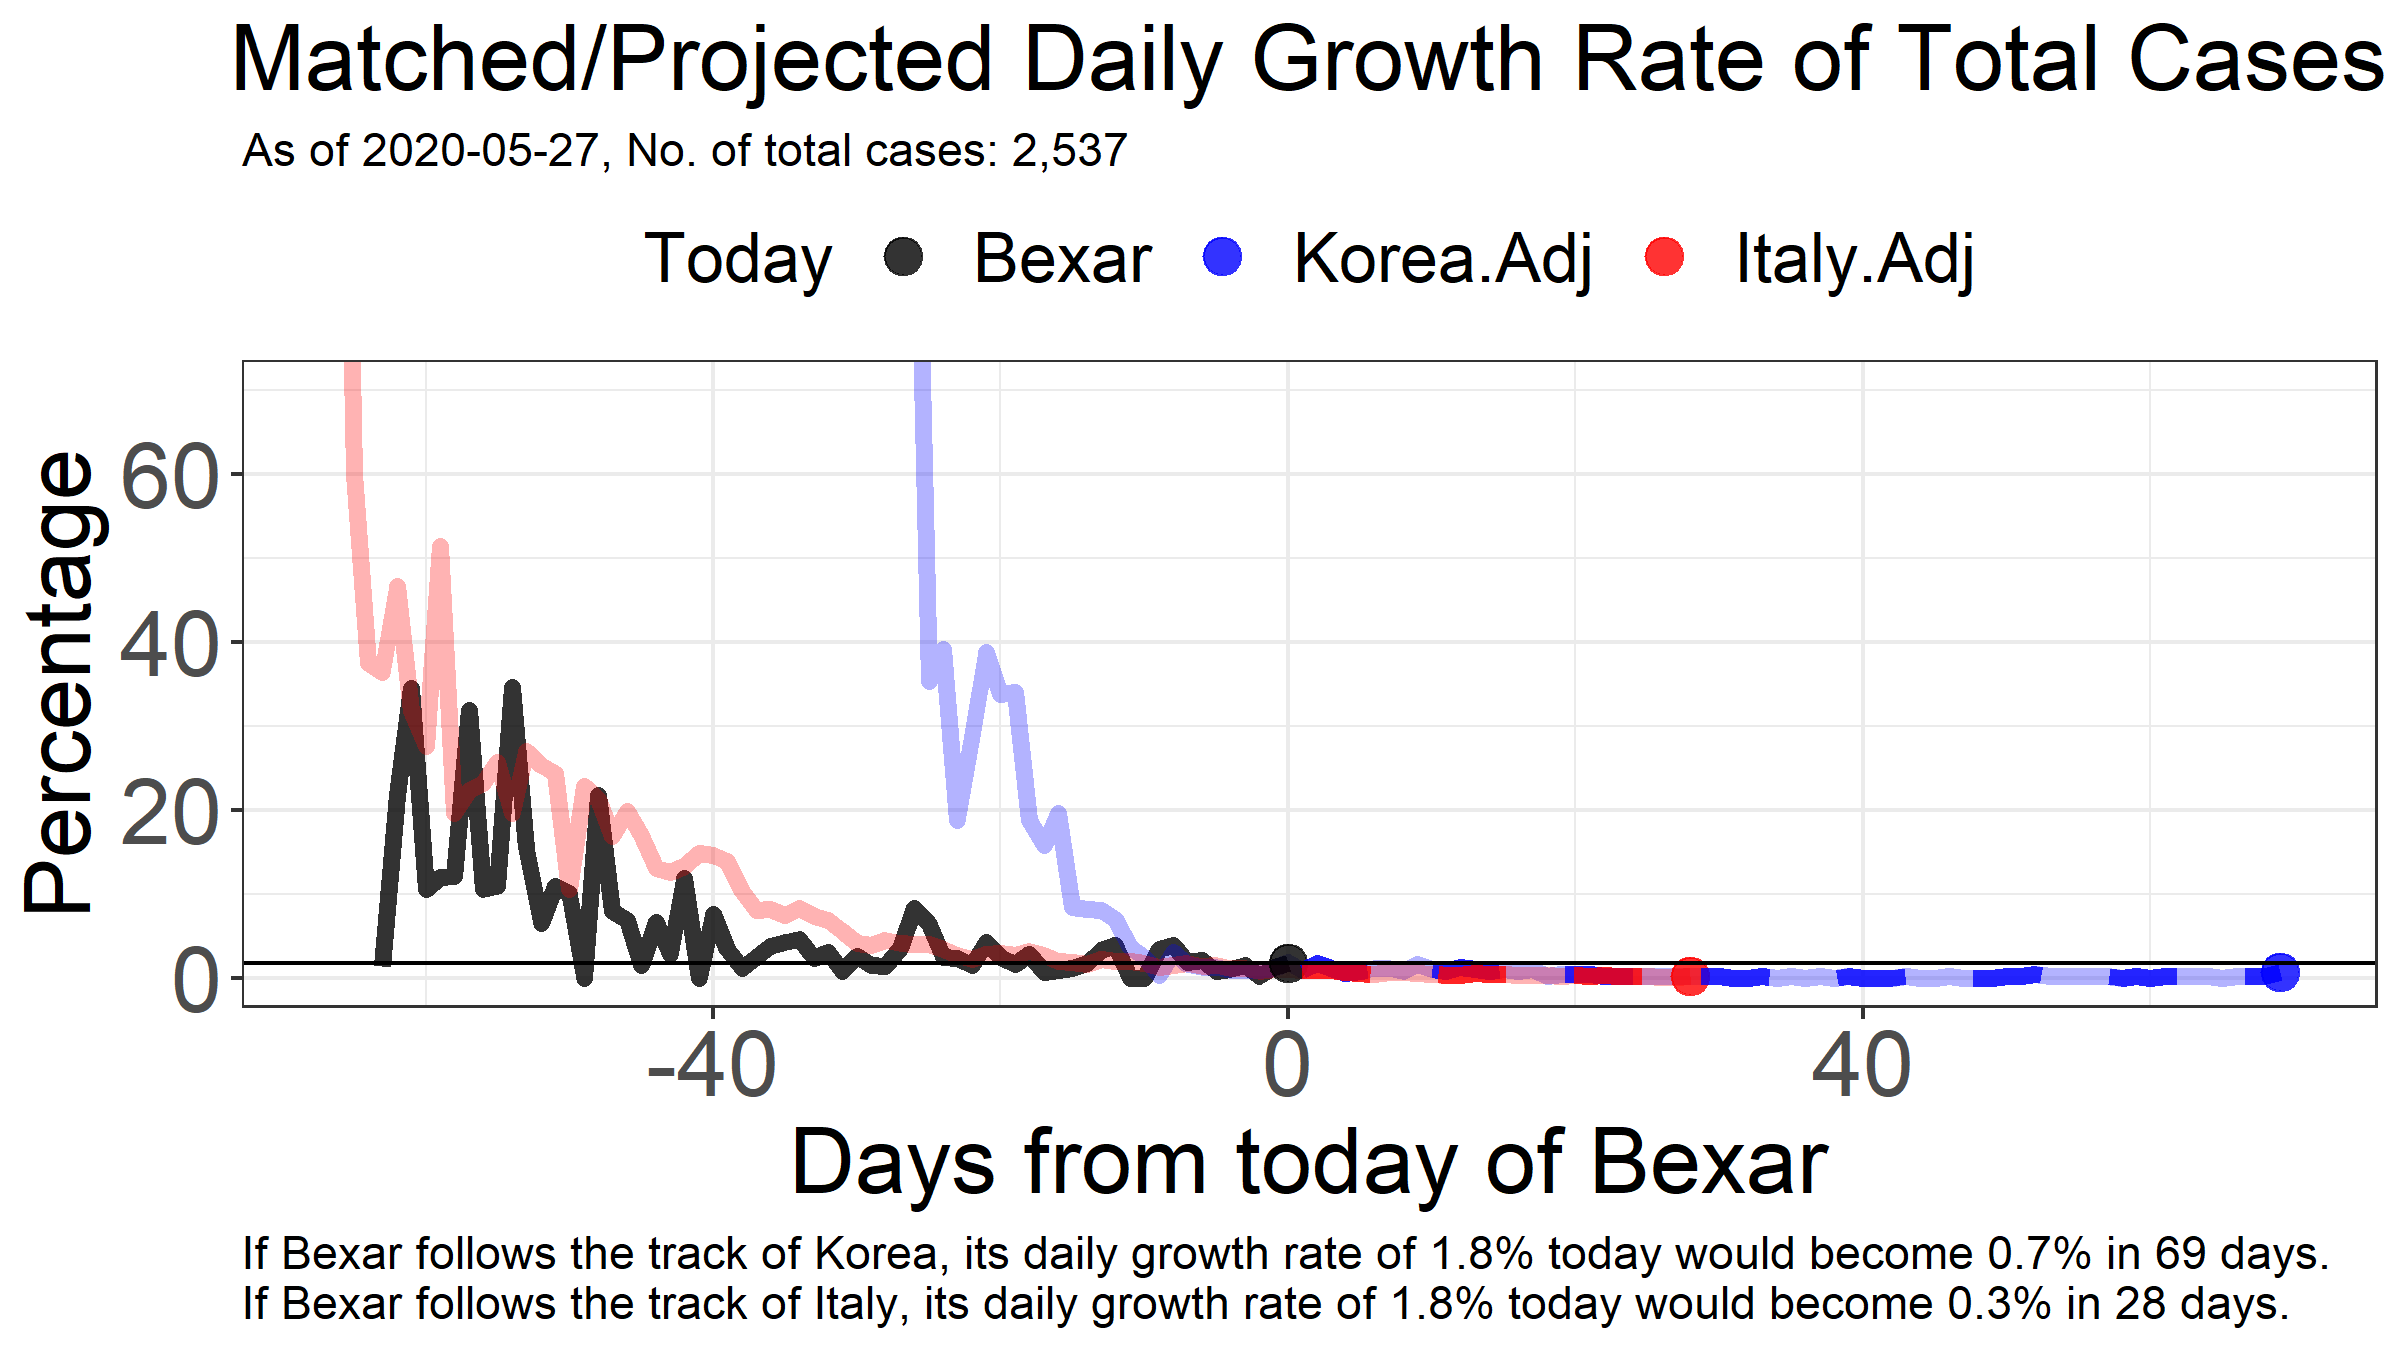 Matched/Projected Daily Growth Rate of Total Cases
As of 2020-05-27, No. of total cases: 2,537
Today Bexar Korea.Adj Italy.Adj
Percentage
60
40
20
0
-40 0 40
Days from today of Bexar
If Bexar follows the track of Korea, its daily growth rate of 1.8% today would become 0.7% in 69 days.
If Bexar follows the track of Italy, its daily growth rate of 1.8% today would become 0.3% in 28 days.